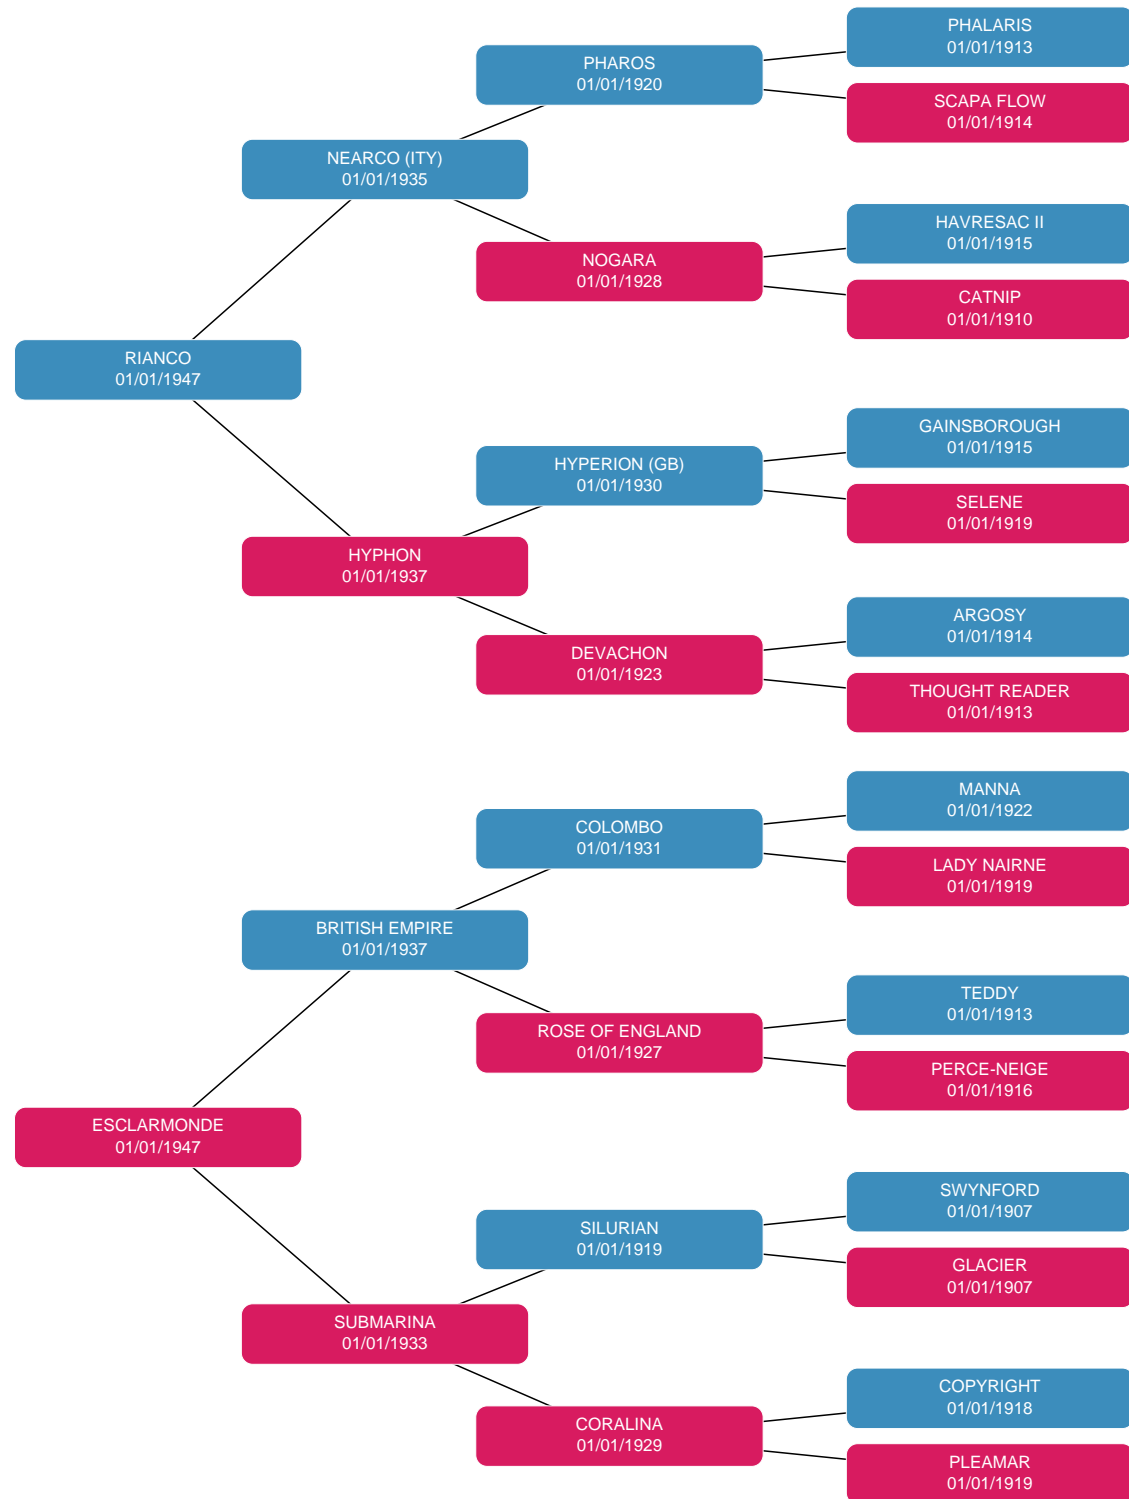 PHALARIS
01/01/1913
PHAROS
01/01/1920
SCAPA FLOW
01/01/1914
NEARCO (ITY)
01/01/1935
HAVRESAC II
01/01/1915
NOGARA
01/01/1928
CATNIP
01/01/1910
RIANCO
01/01/1947
GAINSBOROUGH
01/01/1915
HYPERION (GB)
01/01/1930
SELENE
01/01/1919
HYPHON
01/01/1937
ARGOSY
01/01/1914
DEVACHON
01/01/1923
THOUGHT READER
01/01/1913
MANNA
01/01/1922
COLOMBO
01/01/1931
LADY NAIRNE
01/01/1919
BRITISH EMPIRE
01/01/1937
TEDDY
01/01/1913
ROSE OF ENGLAND
01/01/1927
PERCE-NEIGE
01/01/1916
ESCLARMONDE
01/01/1947
SWYNFORD
01/01/1907
SILURIAN
01/01/1919
GLACIER
01/01/1907
SUBMARINA
01/01/1933
COPYRIGHT
01/01/1918
CORALINA
01/01/1929
PLEAMAR
01/01/1919